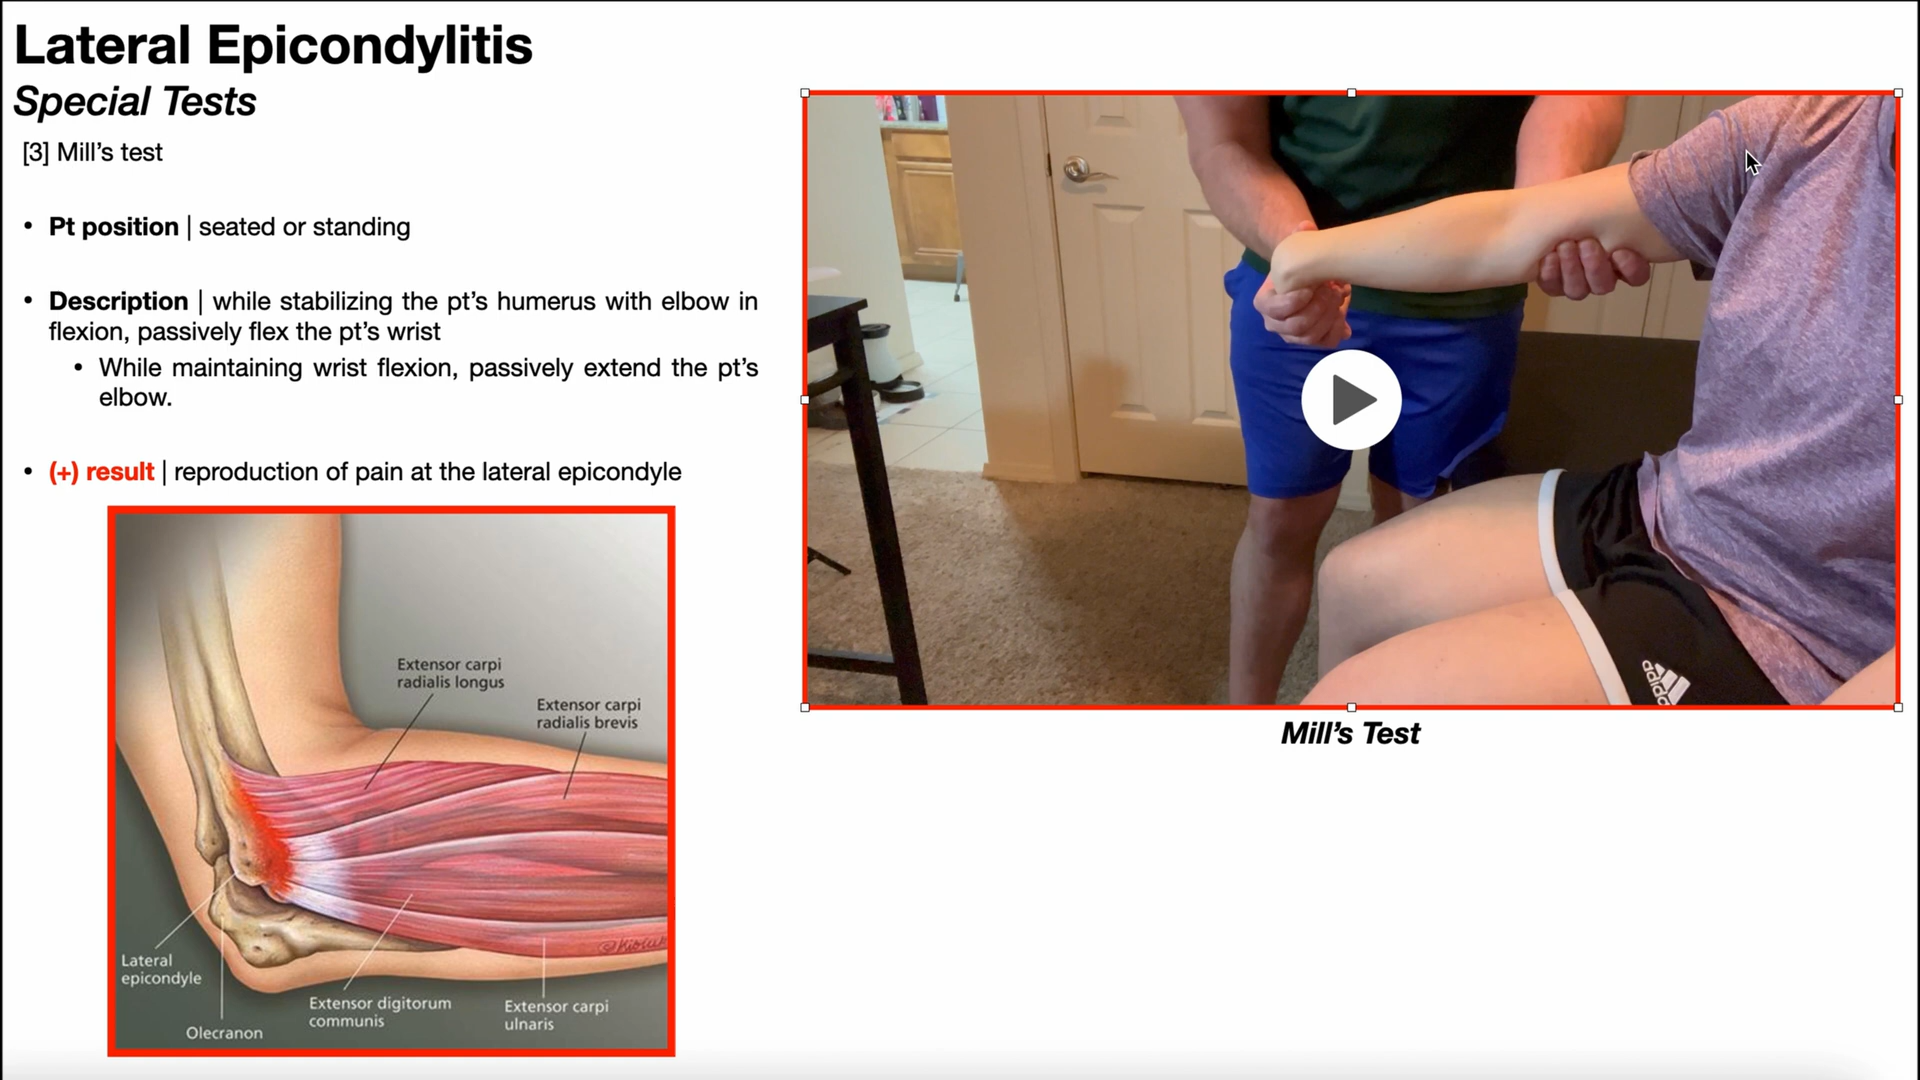 Lateral Epicondylitis
Special Tests
[3] Mill's test
• Pt position | seated or standing
• Description | while stabilizing the pt's humerus with elbow in
flexion, passively flex the pt's wrist
• While maintaining wrist flexion, passively extend the pt's
elbow.
• (+) result | reproduction of pain at the lateral epicondyle
Extensor carpi
radialis longus
Extensor carpi
radialis brevis
Lateral
epicondyle
Olecranon
Extensor digitorum
communis
Extensor carpi
ulnaris
adidas
Mill's Test